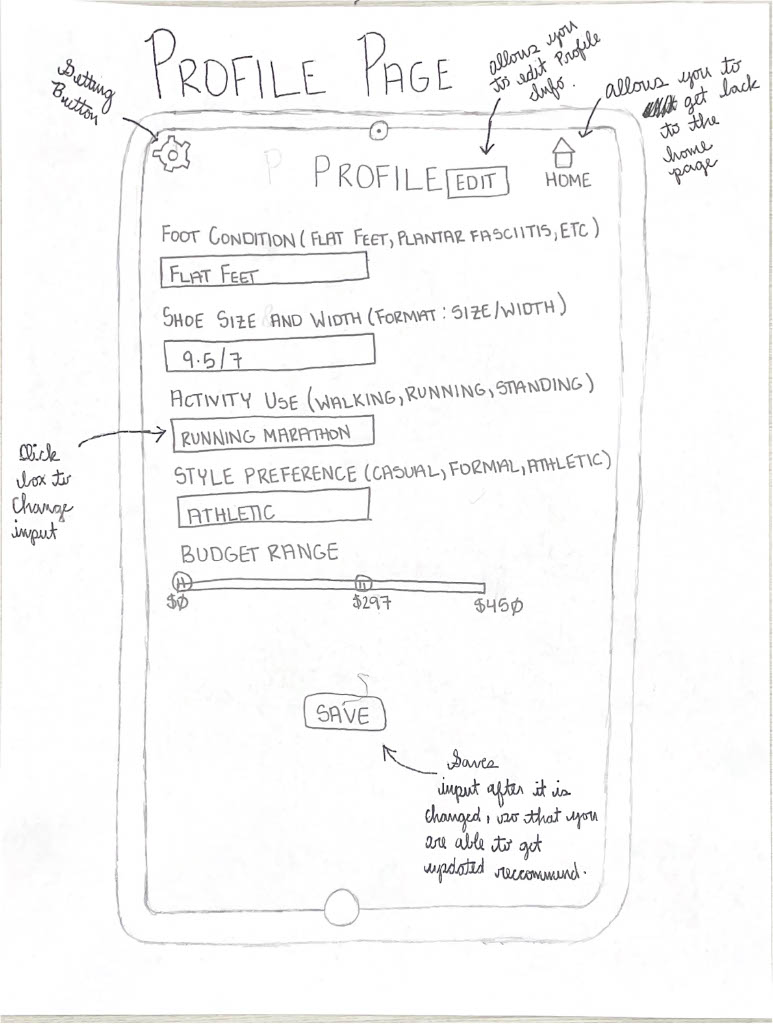 PROFILE PAGE
Setting
Button
allows you
to edit Profile
Info.
allows you to
get back
to the
home
page
PROFILE
EDIT
HOME
FOOT CONDITION (FLAT FEET, PLANTAR FASCIITIS, ETC)
FLAT FEET
SHOE SIZE AND WIDTH (FORMAT: SIZE/WIDTH)
9.5/7
ACTIVITY USE (WALKING, RUNNING, STANDING)
RUNNING MARATHON
Click
box to
Change
input
STYLE PREFERENCE (CASUAL, FORMAL, ATHLETIC)
ATHLETIC
BUDGET RANGE
$0
$297
$450
SAVE
Saves
input after it is
changed, so that you
are able to get
updated reccommend.